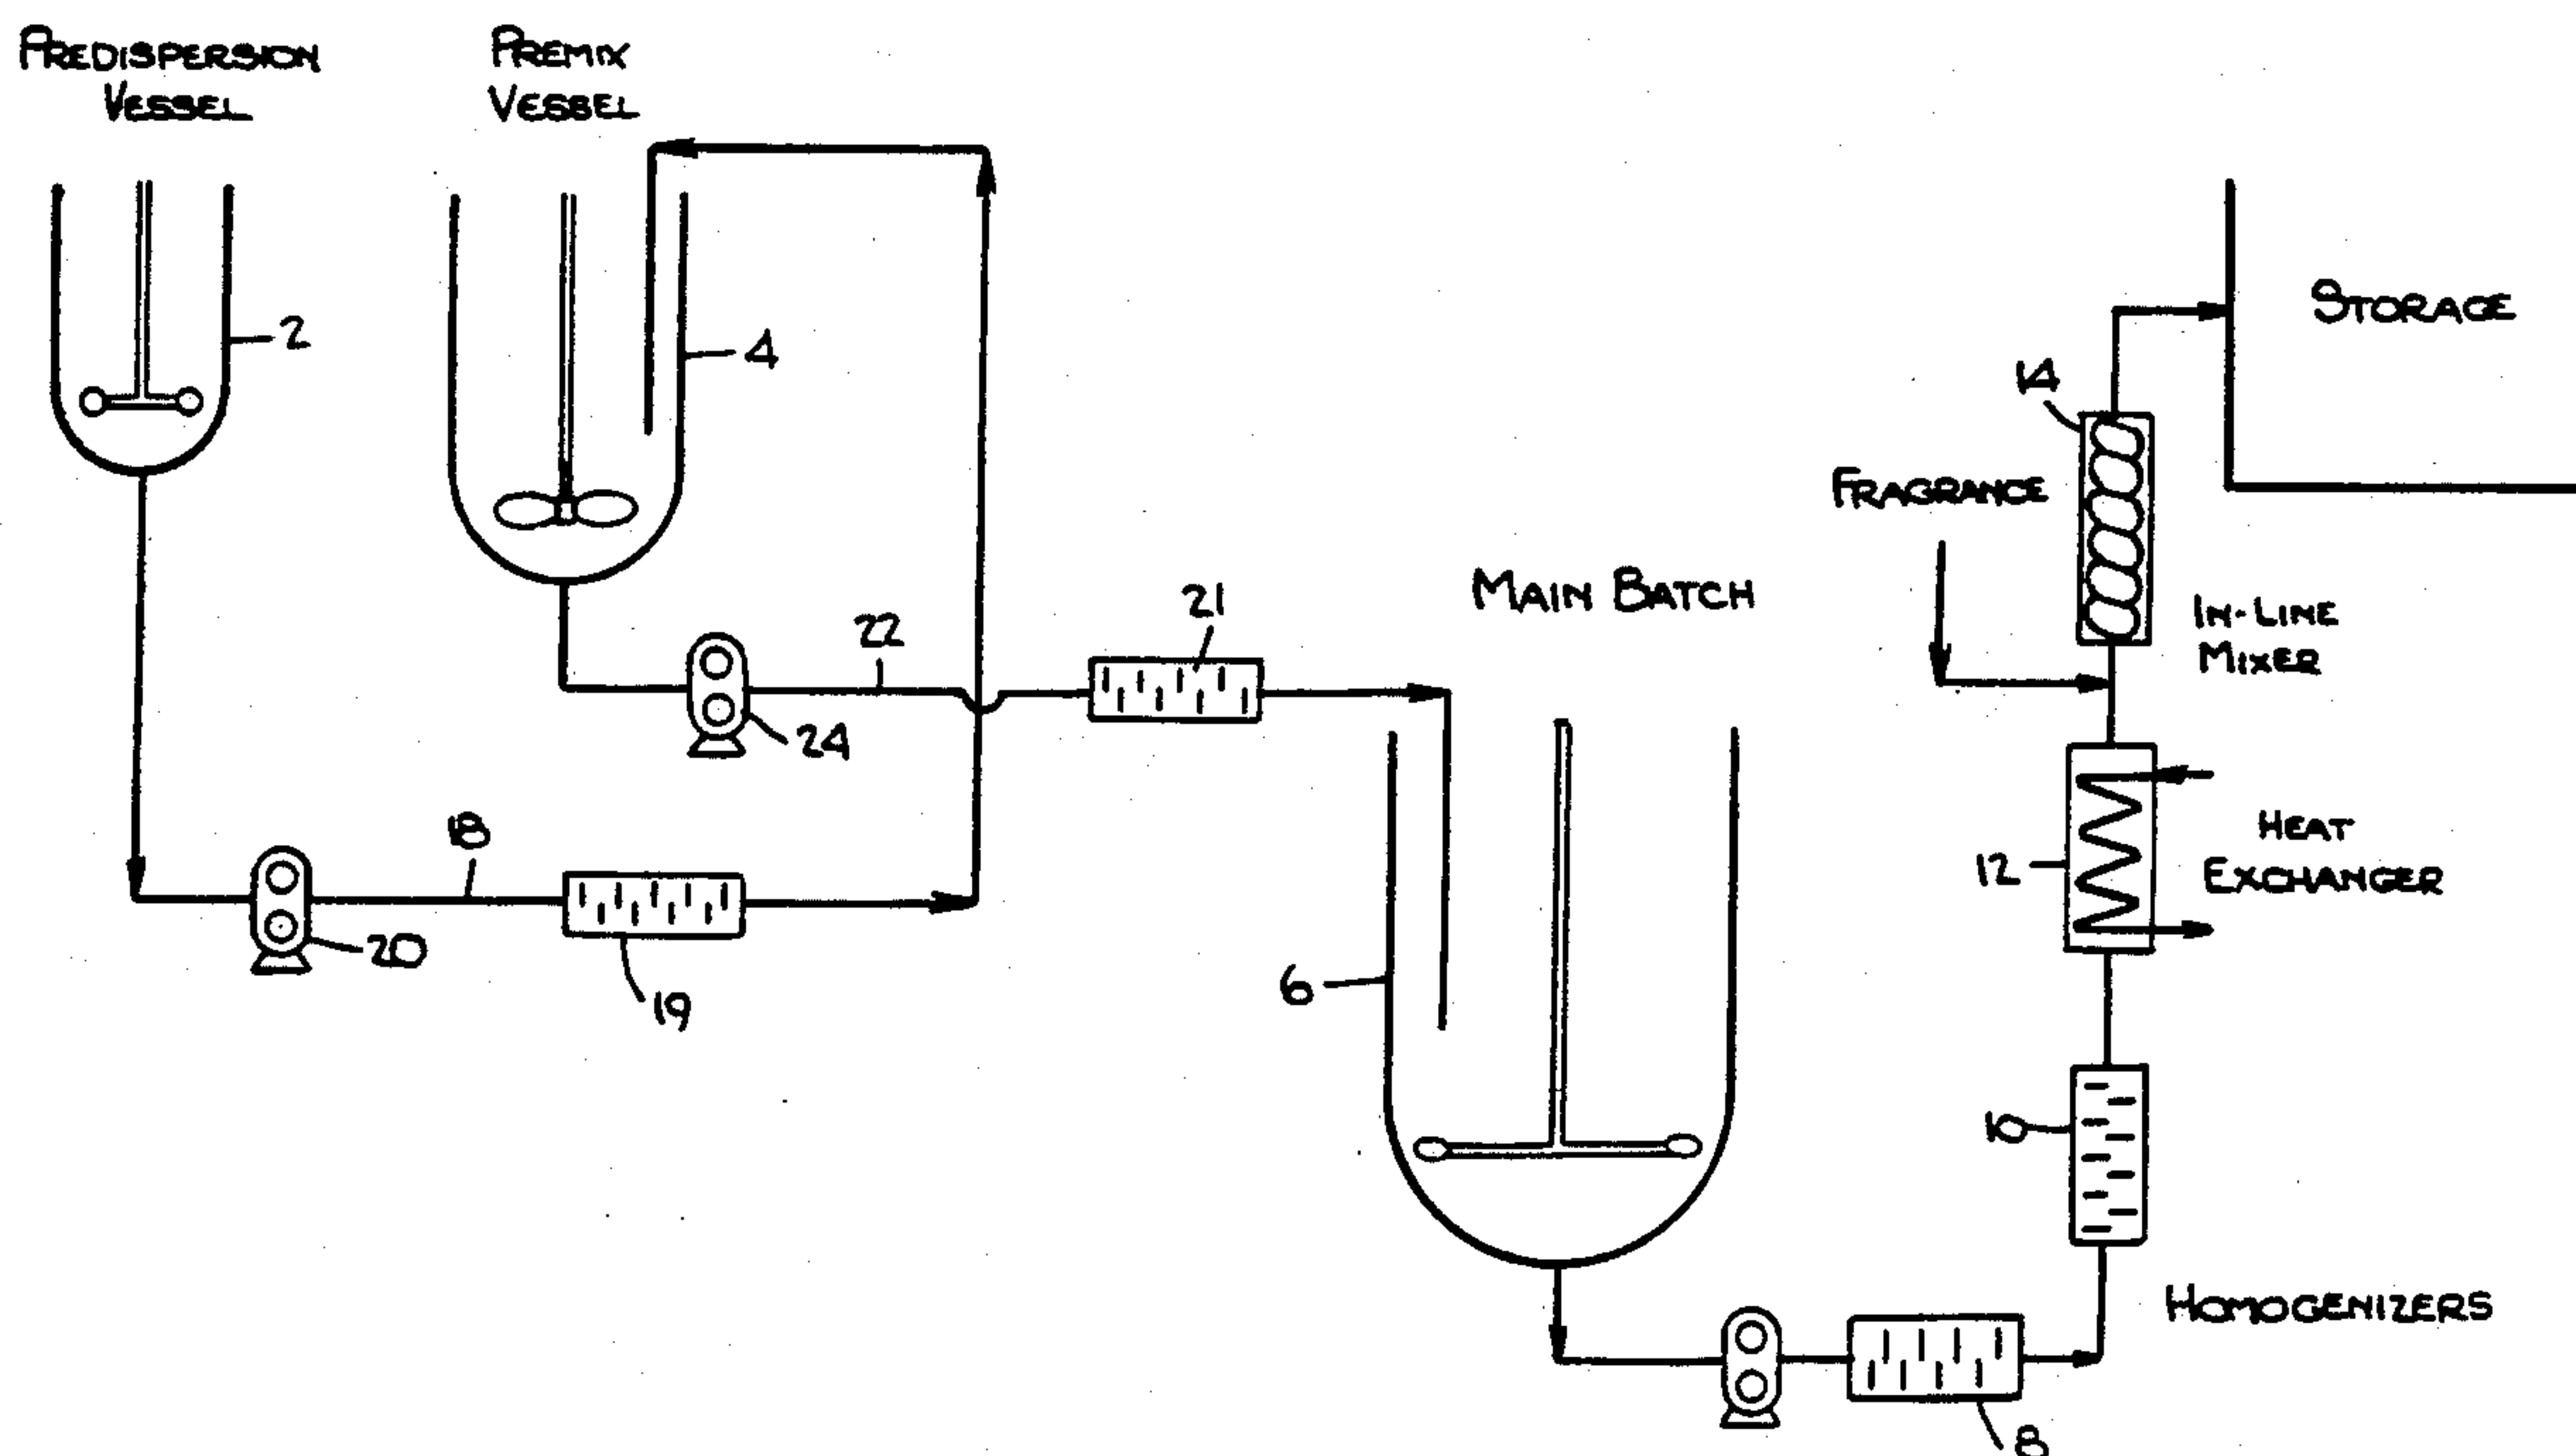 PREDISPERSION
VESSEL
PREMIX
VESSEL
2
4
STORAGE
14
FRAGRANCE
MAIN BATCH
21
22
IN-LINE
MIXER
24
18
HEAT
EXCHANGER
12
20
19
6
10
HOMOGENIZERS
8